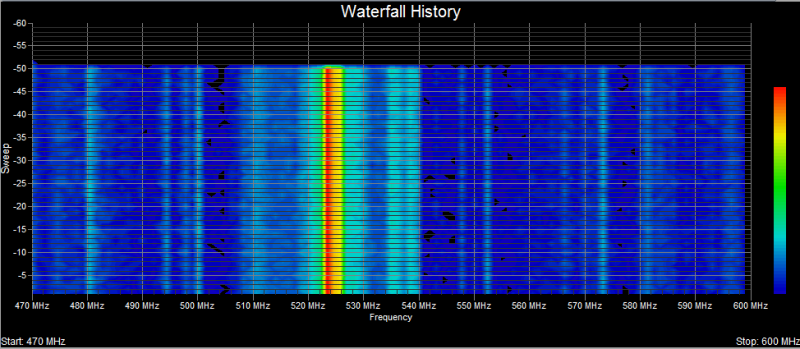 Waterfall History
-60
-55
-50
-45
-40
-35
-30
-25
-20
-15
-10
-5
Sweep
470 MHz 480 MHz 490 MHz 500 MHz 510 MHz 520 MHz 530 MHz 540 MHz 550 MHz 560 MHz 570 MHz 580 MHz 590 MHz 600 MHz
Frequency
Start: 470 MHz Stop: 600 MHz